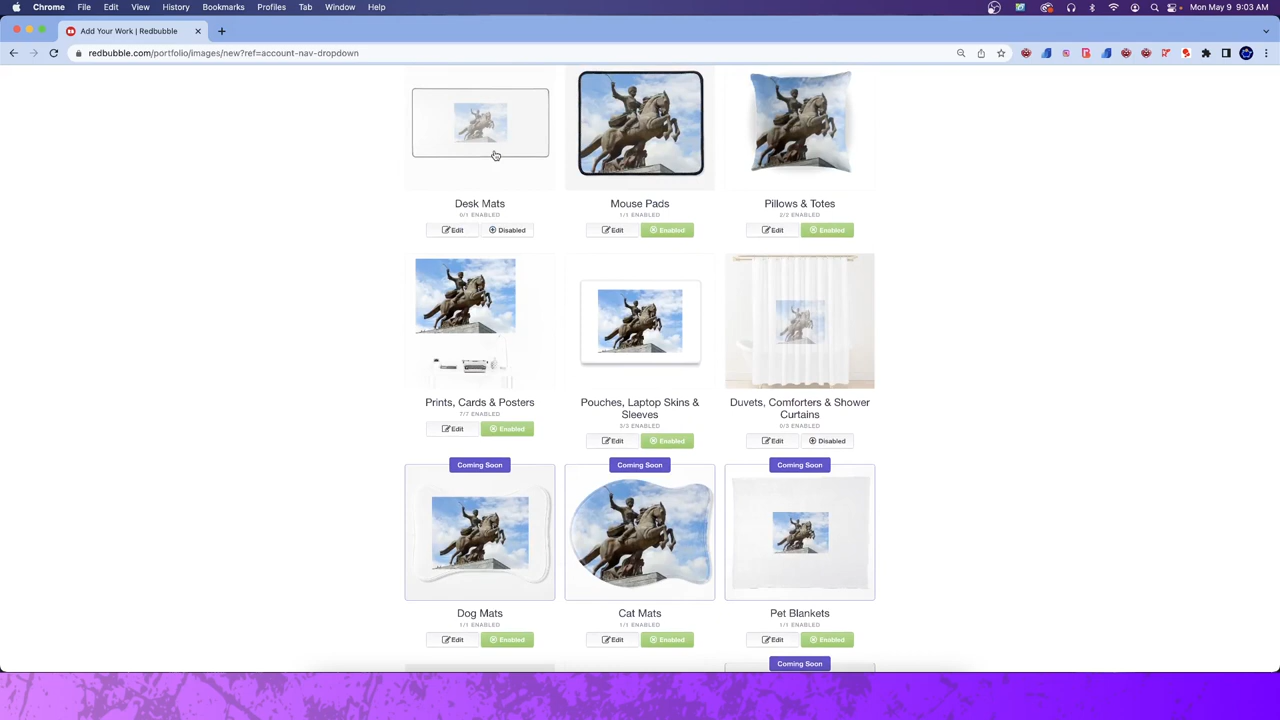 Chrome File Edit View History Bookmarks Profiles Tab Window Help Mon May 9 9:03 AM
Add Your Work | Redbubble
redbubble.com/portfolio/images/new?ref=account-nav-dropdown
Desk Mats Mouse Pads Pillows & Totes
0/1 ENABLED 1/1 ENABLED 2/2 ENABLED
Edit Disabled Edit Enabled Edit Enabled
Prints, Cards & Posters Pouches, Laptop Skins & Duvets, Comforters & Shower
7/7 ENABLED Sleeves Curtains
3/3 ENABLED 0/3 ENABLED
Edit Enabled Edit Enabled Edit Disabled
Coming Soon Coming Soon Coming Soon
Dog Mats Cat Mats Pet Blankets
1/1 ENABLED 1/1 ENABLED 1/1 ENABLED
Edit Enabled Edit Enabled Edit Enabled
Coming Soon